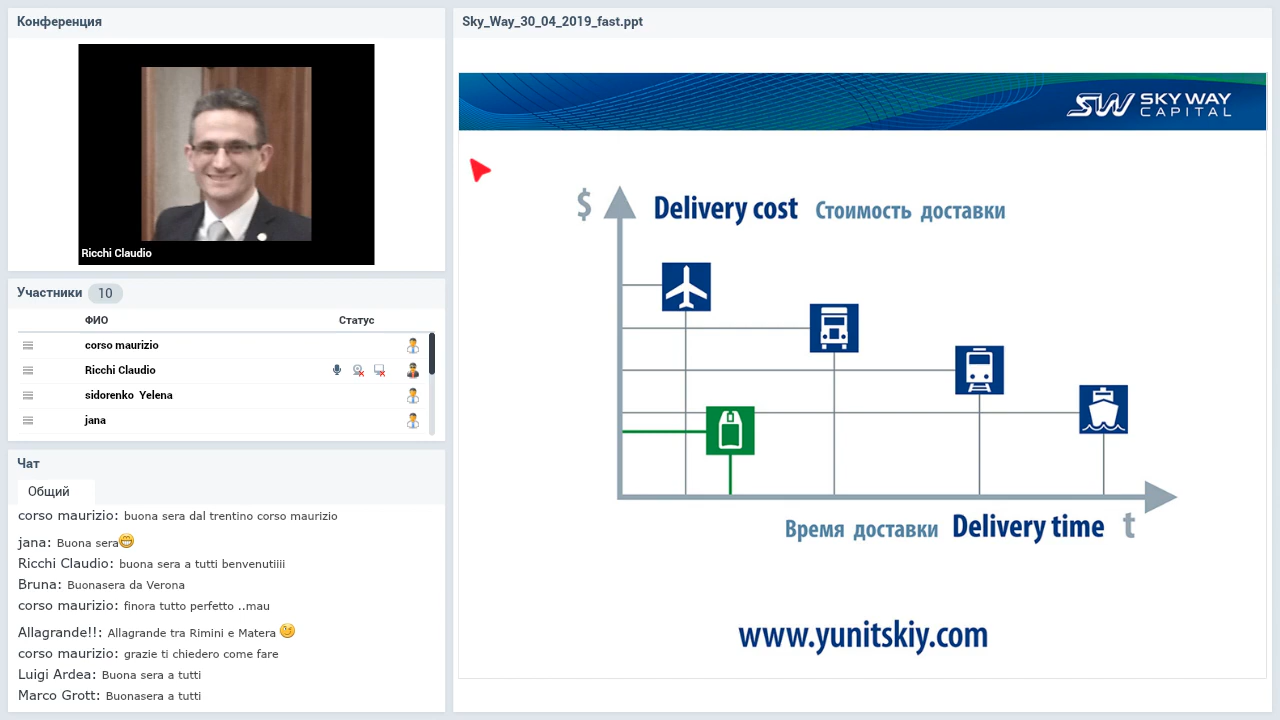 Конференция
Ricchi Claudio
Участники 10
ФИО Статус
corso maurizio
Ricchi Claudio
sidorenko Yelena
jana
Чат
Общий
corso maurizio: buona sera dal trentino corso maurizio
jana: Buona sera
Ricchi Claudio: buona sera a tutti benvenutiiii
Bruna: Buonasera da Verona
corso maurizio: finora tutto perfetto ..mau
Allagrande!!: Allagrande tra Rimini e Matera
corso maurizio: grazie ti chiedero come fare
Luigi Ardea: Buona sera a tutti
Marco Grott: Buonasera a tutti
Sky_Way_30_04_2019_fast.ppt
SW SKY WAY
CAPITAL
$ Delivery cost Стоимость доставки
Время доставки Delivery time t
www.yunitskiy.com